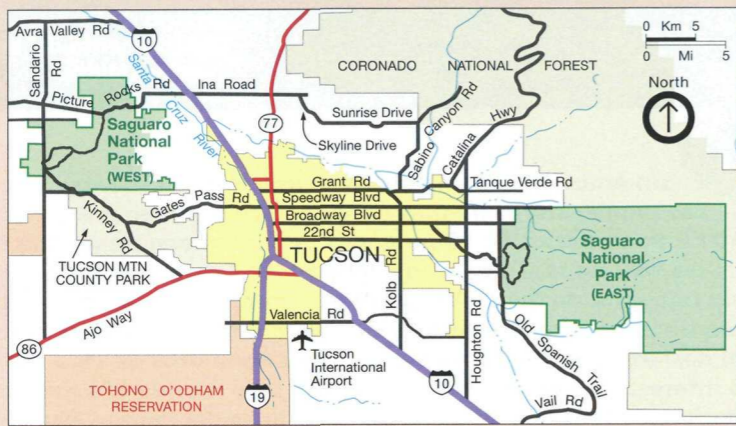 Avra Valley Rd
Sandario Rd
10
Santa Cruz River
Picture Rocks Rd
Ina Road
77
CORONADO NATIONAL FOREST
0 Km 5
0 Mi 5
North
Sunrise Drive
Skyline Drive
Sabino Canyon Rd
Catalina Hwy
Saguaro
National
Park
(WEST)
Grant Rd
Tanque Verde Rd
Gates Pass Rd
Speedway Blvd
Broadway Blvd
22nd St
Kinney Rd
TUCSON
Kolb Rd
TUCSON MTN
COUNTY PARK
Saguaro
National
Park
(EAST)
Ajo Way
86
Valencia Rd
Houghton Rd
Old Spanish Trail
Tucson
International
Airport
TOHONO O'ODHAM
RESERVATION
19
10
Vail Rd